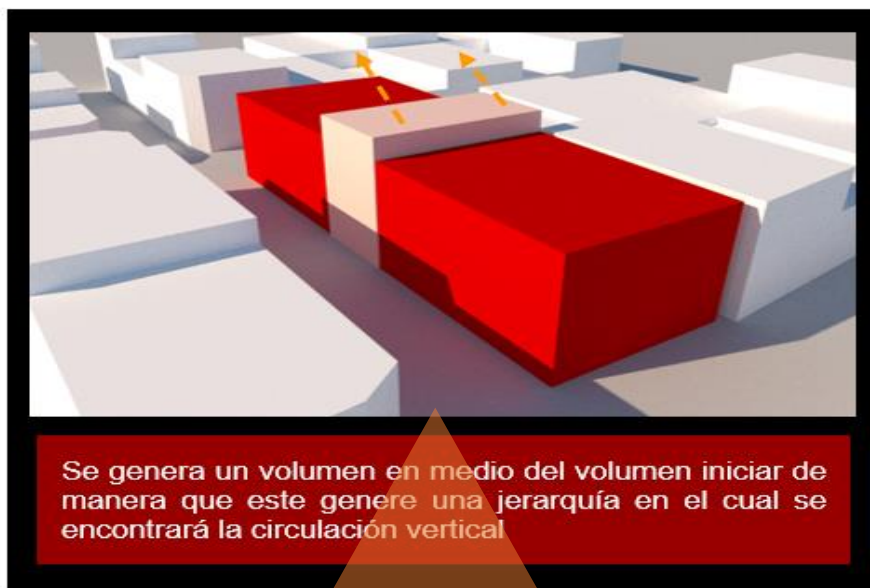 Se genera un volumen en medio del volumen iniciar de
manera que este genere una jerarquía en el cual se
encontrará la circulación vertical